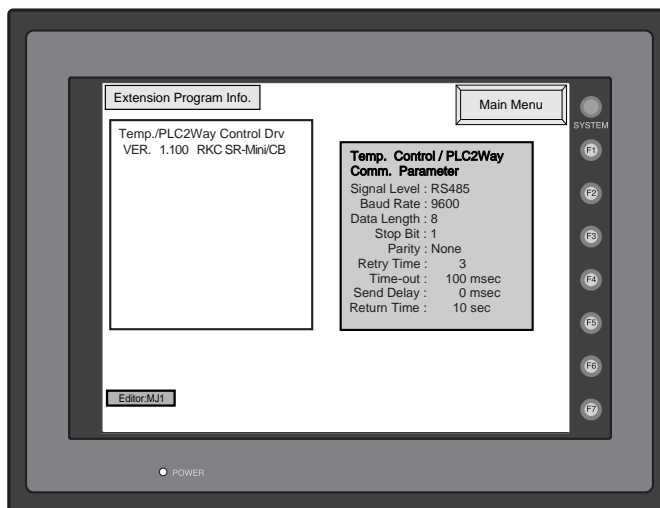 Extension Program Info.
Main Menu
SYSTEM
Temp./PLC2Way Control Drv
VER. 1.100 RKC SR-Mini/CB
Temp. Control / PLC2Way
Comm. Parameter
Signal Level : RS485
Baud Rate : 9600
Data Length : 8
Stop Bit : 1
Parity : None
Retry Time : 3
Time-out : 100 msec
Send Delay : 0 msec
Return Time : 10 sec
F1
F2
F3
F4
F5
F6
F7
Editor:MJ1
POWER